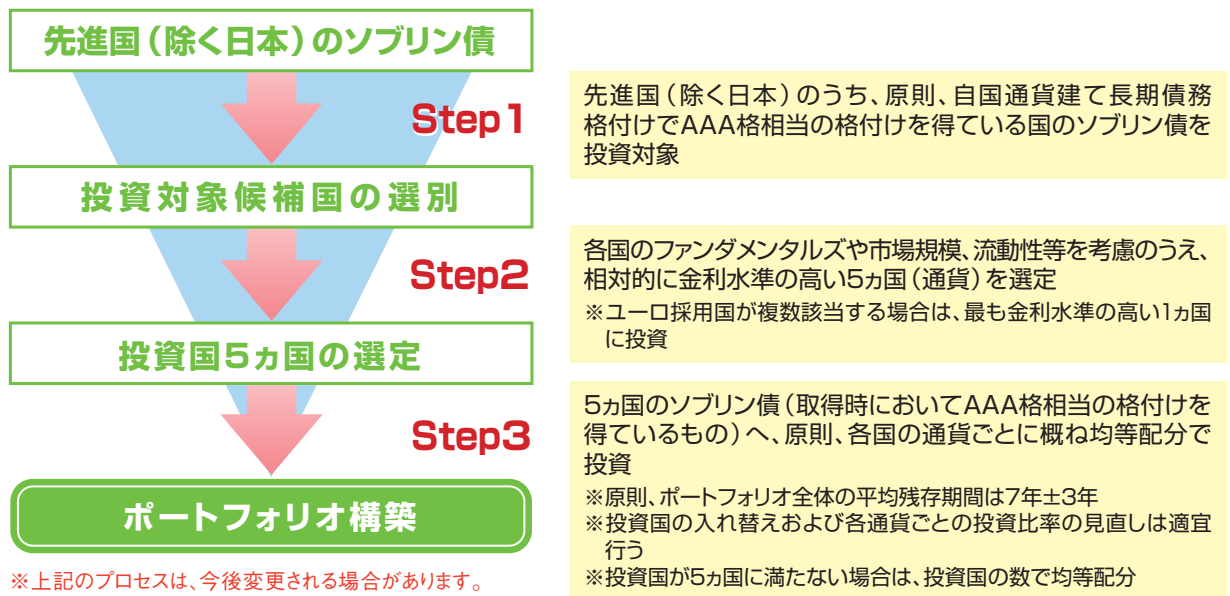 先進国（除く日本）のソブリン債
Step1
先進国（除く日本）のうち、原則、自国通貨建て長期債務
格付けでAAA格相当の格付けを得ている国のソブリン債を
投資対象
投資対象候補国の選別
Step2
各国のファンダメンタルズや市場規模、流動性等を考慮のうえ、
相対的に金利水準の高い5ヵ国（通貨）を選定
※ユーロ採用国が複数該当する場合は、最も金利水準の高い1ヵ国
に投資
投資国5ヵ国の選定
Step3
5ヵ国のソブリン債（取得時においてAAA格相当の格付けを
得ているもの）へ、原則、各国の通貨ごとに概ね均等配分で
投資
※原則、ポートフォリオ全体の平均残存期間は7年±3年
※投資国の入れ替えおよび各通貨ごとの投資比率の見直しは適宜
行う
※投資国が5ヵ国に満たない場合は、投資国の数で均等配分
ポートフォリオ構築
※上記のプロセスは、今後変更される場合があります。